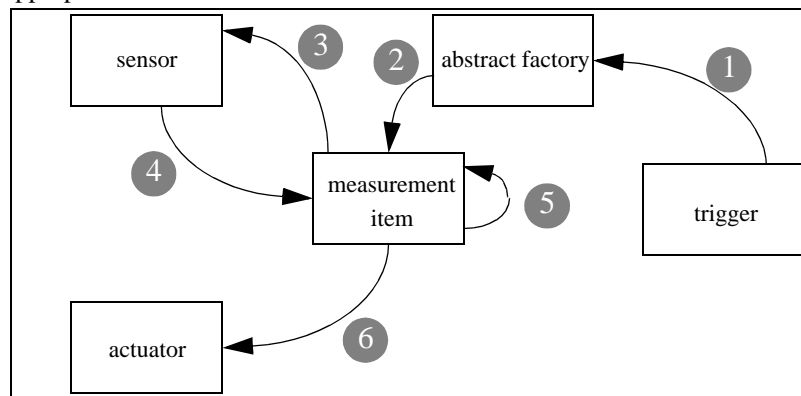 sensor
3
2
abstract factory
1
4
measurement
item
5
trigger
actuator
6